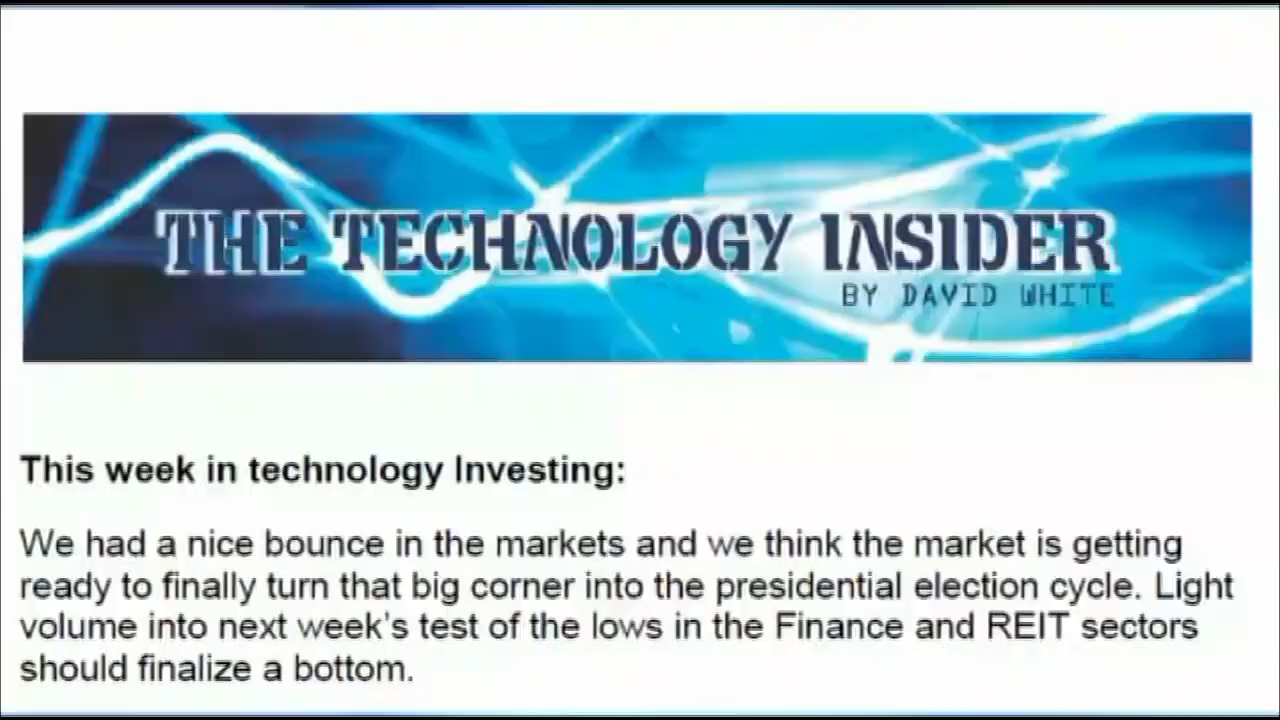 THE TECHNOLOGY INSIDER
BY DAVID WHITE
This week in technology Investing:
We had a nice bounce in the markets and we think the market is getting
ready to finally turn that big corner into the presidential election cycle. Light
volume into next week's test of the lows in the Finance and REIT sectors
should finalize a bottom.